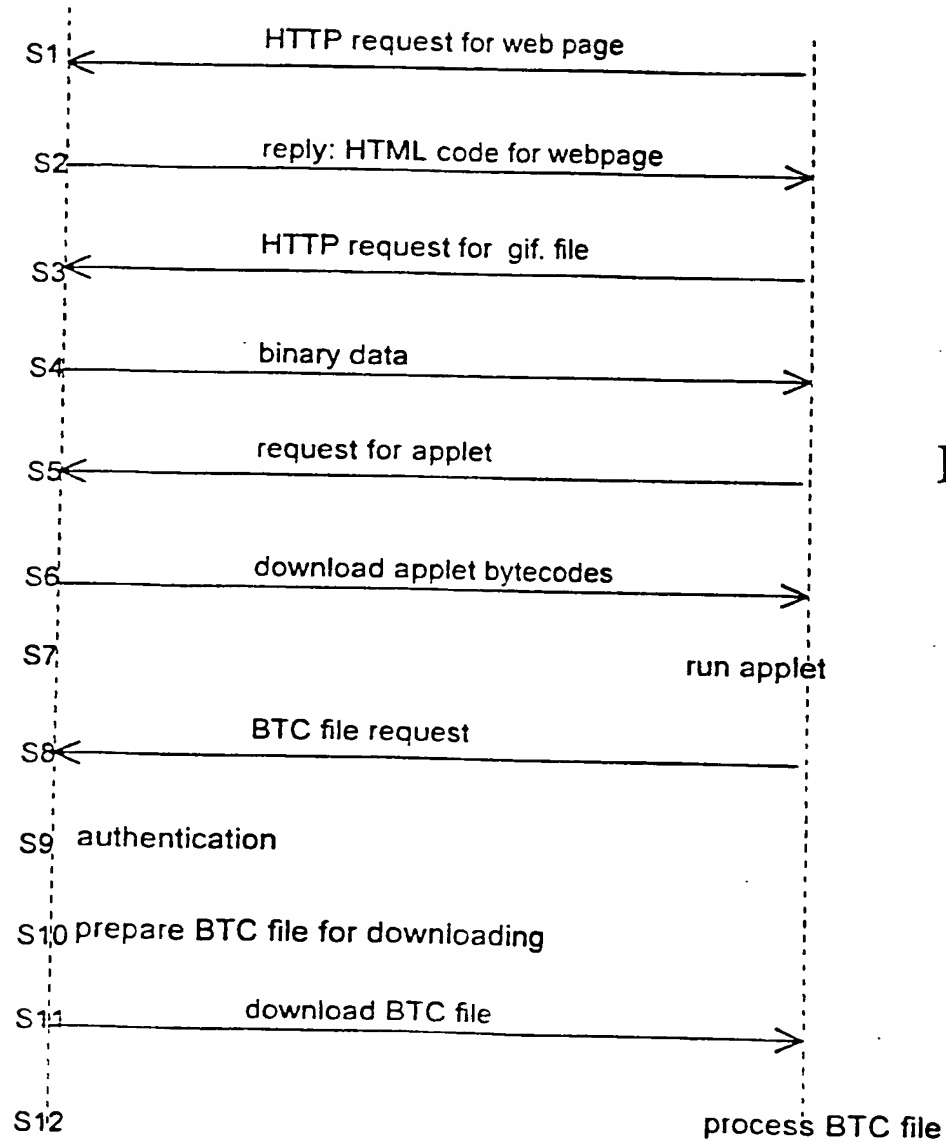 S1 HTTP request for web page
S2 reply: HTML code for webpage
S3 HTTP request for gif. file
S4 binary data
S5 request for applet
S6 download applet bytecodes
S7 run applet
S8 BTC file request
S9 authentication
S10 prepare BTC file for downloading
S11 download BTC file
S12 process BTC file